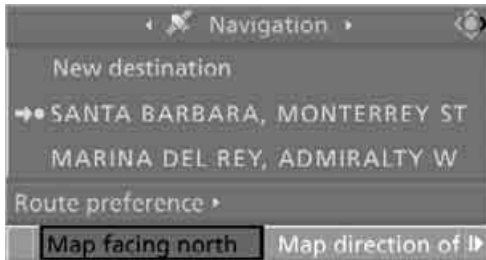 Navigation
New destination
SANTA BARBARA, MONTERREY ST
MARINA DEL REY, ADMIRALTY W
Route preference
Map facing north Map direction of